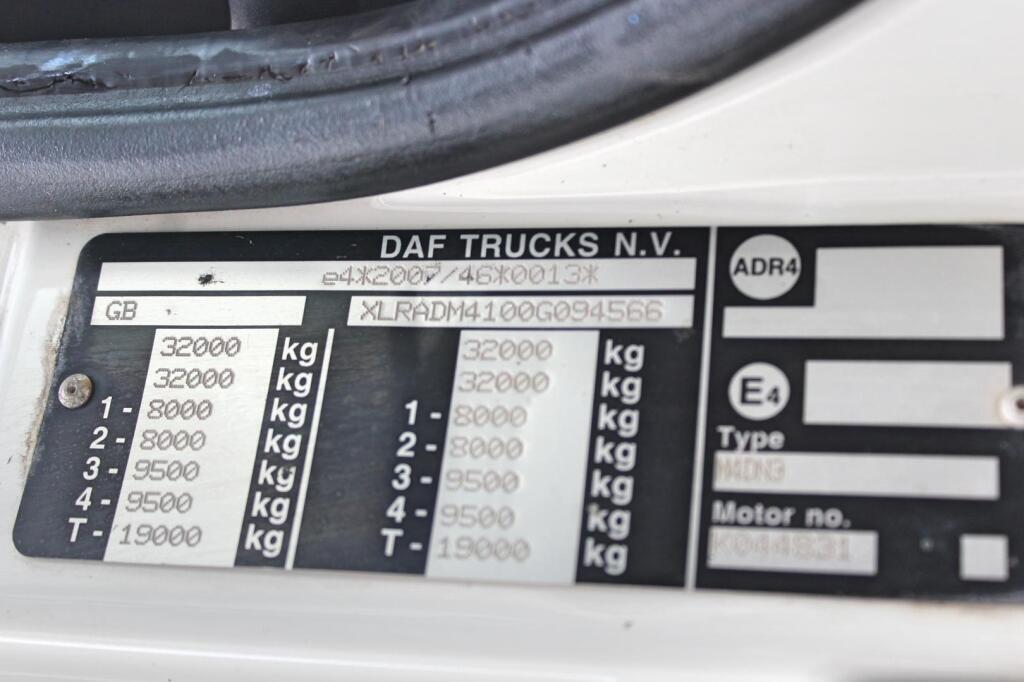 DAF TRUCKS N.V.
e4*2007/46*0013*
GB XLRADM4100G094566
32000 kg 32000 kg
32000 kg 32000 kg
1- 8000 kg 1- 8000 kg
2- 8000 kg 2- 8000 kg
3- 9500 kg 3- 9500 kg
4- 9500 kg 4- 9500 kg
T- 19000 kg T- 19000 kg
ADR4
E4
Type
M4DN3
Motor no.
K044831